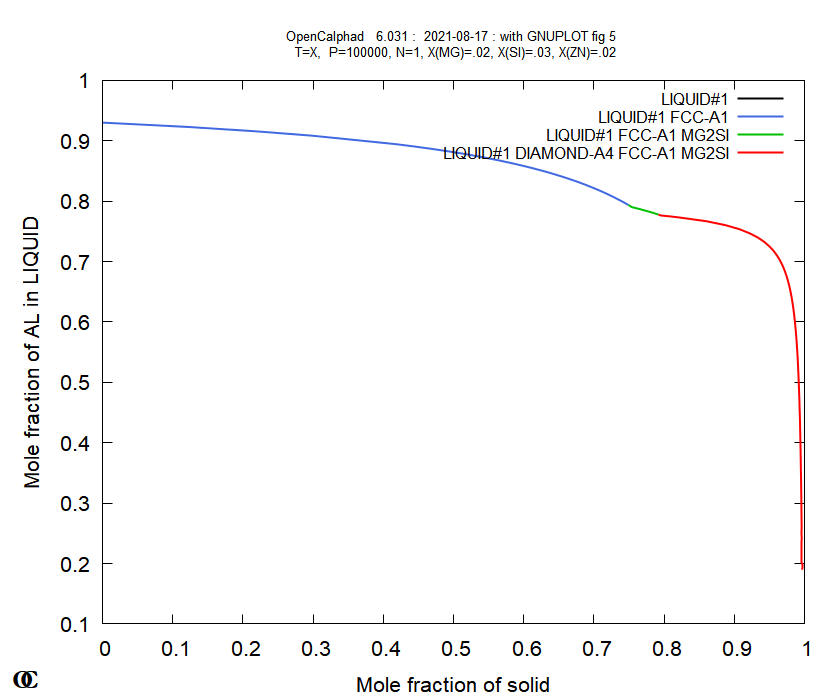 OpenCalphad 6.031 : 2021-08-17 : with GNUPLOT fig 5
T=X, P=100000, N=1, X(MG)=.02, X(SI)=.03, X(ZN)=.02
LIQUID#1
LIQUID#1 FCC-A1
LIQUID#1 FCC-A1 MG2SI
LIQUID#1 DIAMOND-A4 FCC-A1 MG2SI
Mole fraction of AL in LIQUID
1
0.9
0.8
0.7
0.6
0.5
0.4
0.3
0.2
0.1
0 0.1 0.2 0.3 0.4 0.5 0.6 0.7 0.8 0.9 1
Mole fraction of solid
OC